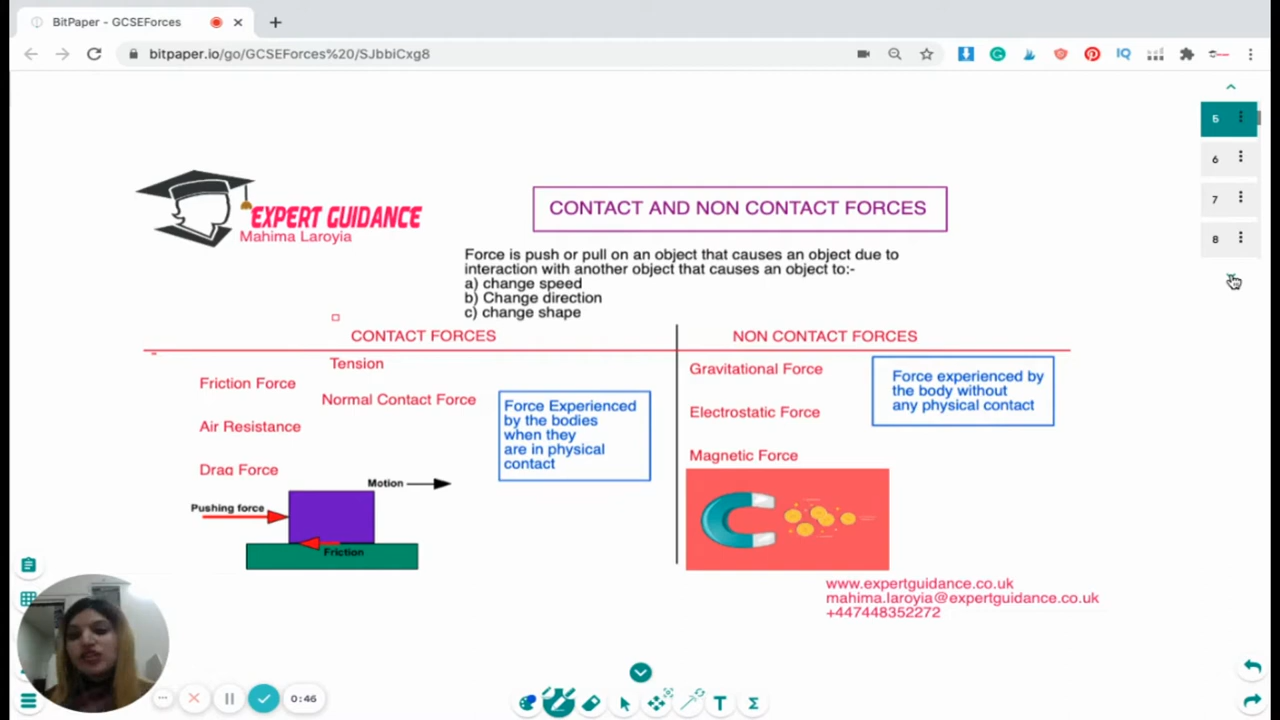 BitPaper - GCSEForces
bitpaper.io/go/GCSEForces%20/SJbbiCxg8
5
6
7
8
EXPERT GUIDANCE
Mahima Laroyia
CONTACT AND NON CONTACT FORCES
Force is push or pull on an object that causes an object due to
interaction with another object that causes an object to:-
a) change speed
b) Change direction
c) change shape
CONTACT FORCES
Tension
Friction Force
Normal Contact Force
Air Resistance
Drag Force
Force Experienced
by the bodies
when they
are in physical
contact
Motion
Pushing force
Friction
NON CONTACT FORCES
Gravitational Force
Electrostatic Force
Magnetic Force
Force experienced by
the body without
any physical contact
www.expertguidance.co.uk
mahima.laroyia@expertguidance.co.uk
+447448352272
0:46
T
Σ
IQ